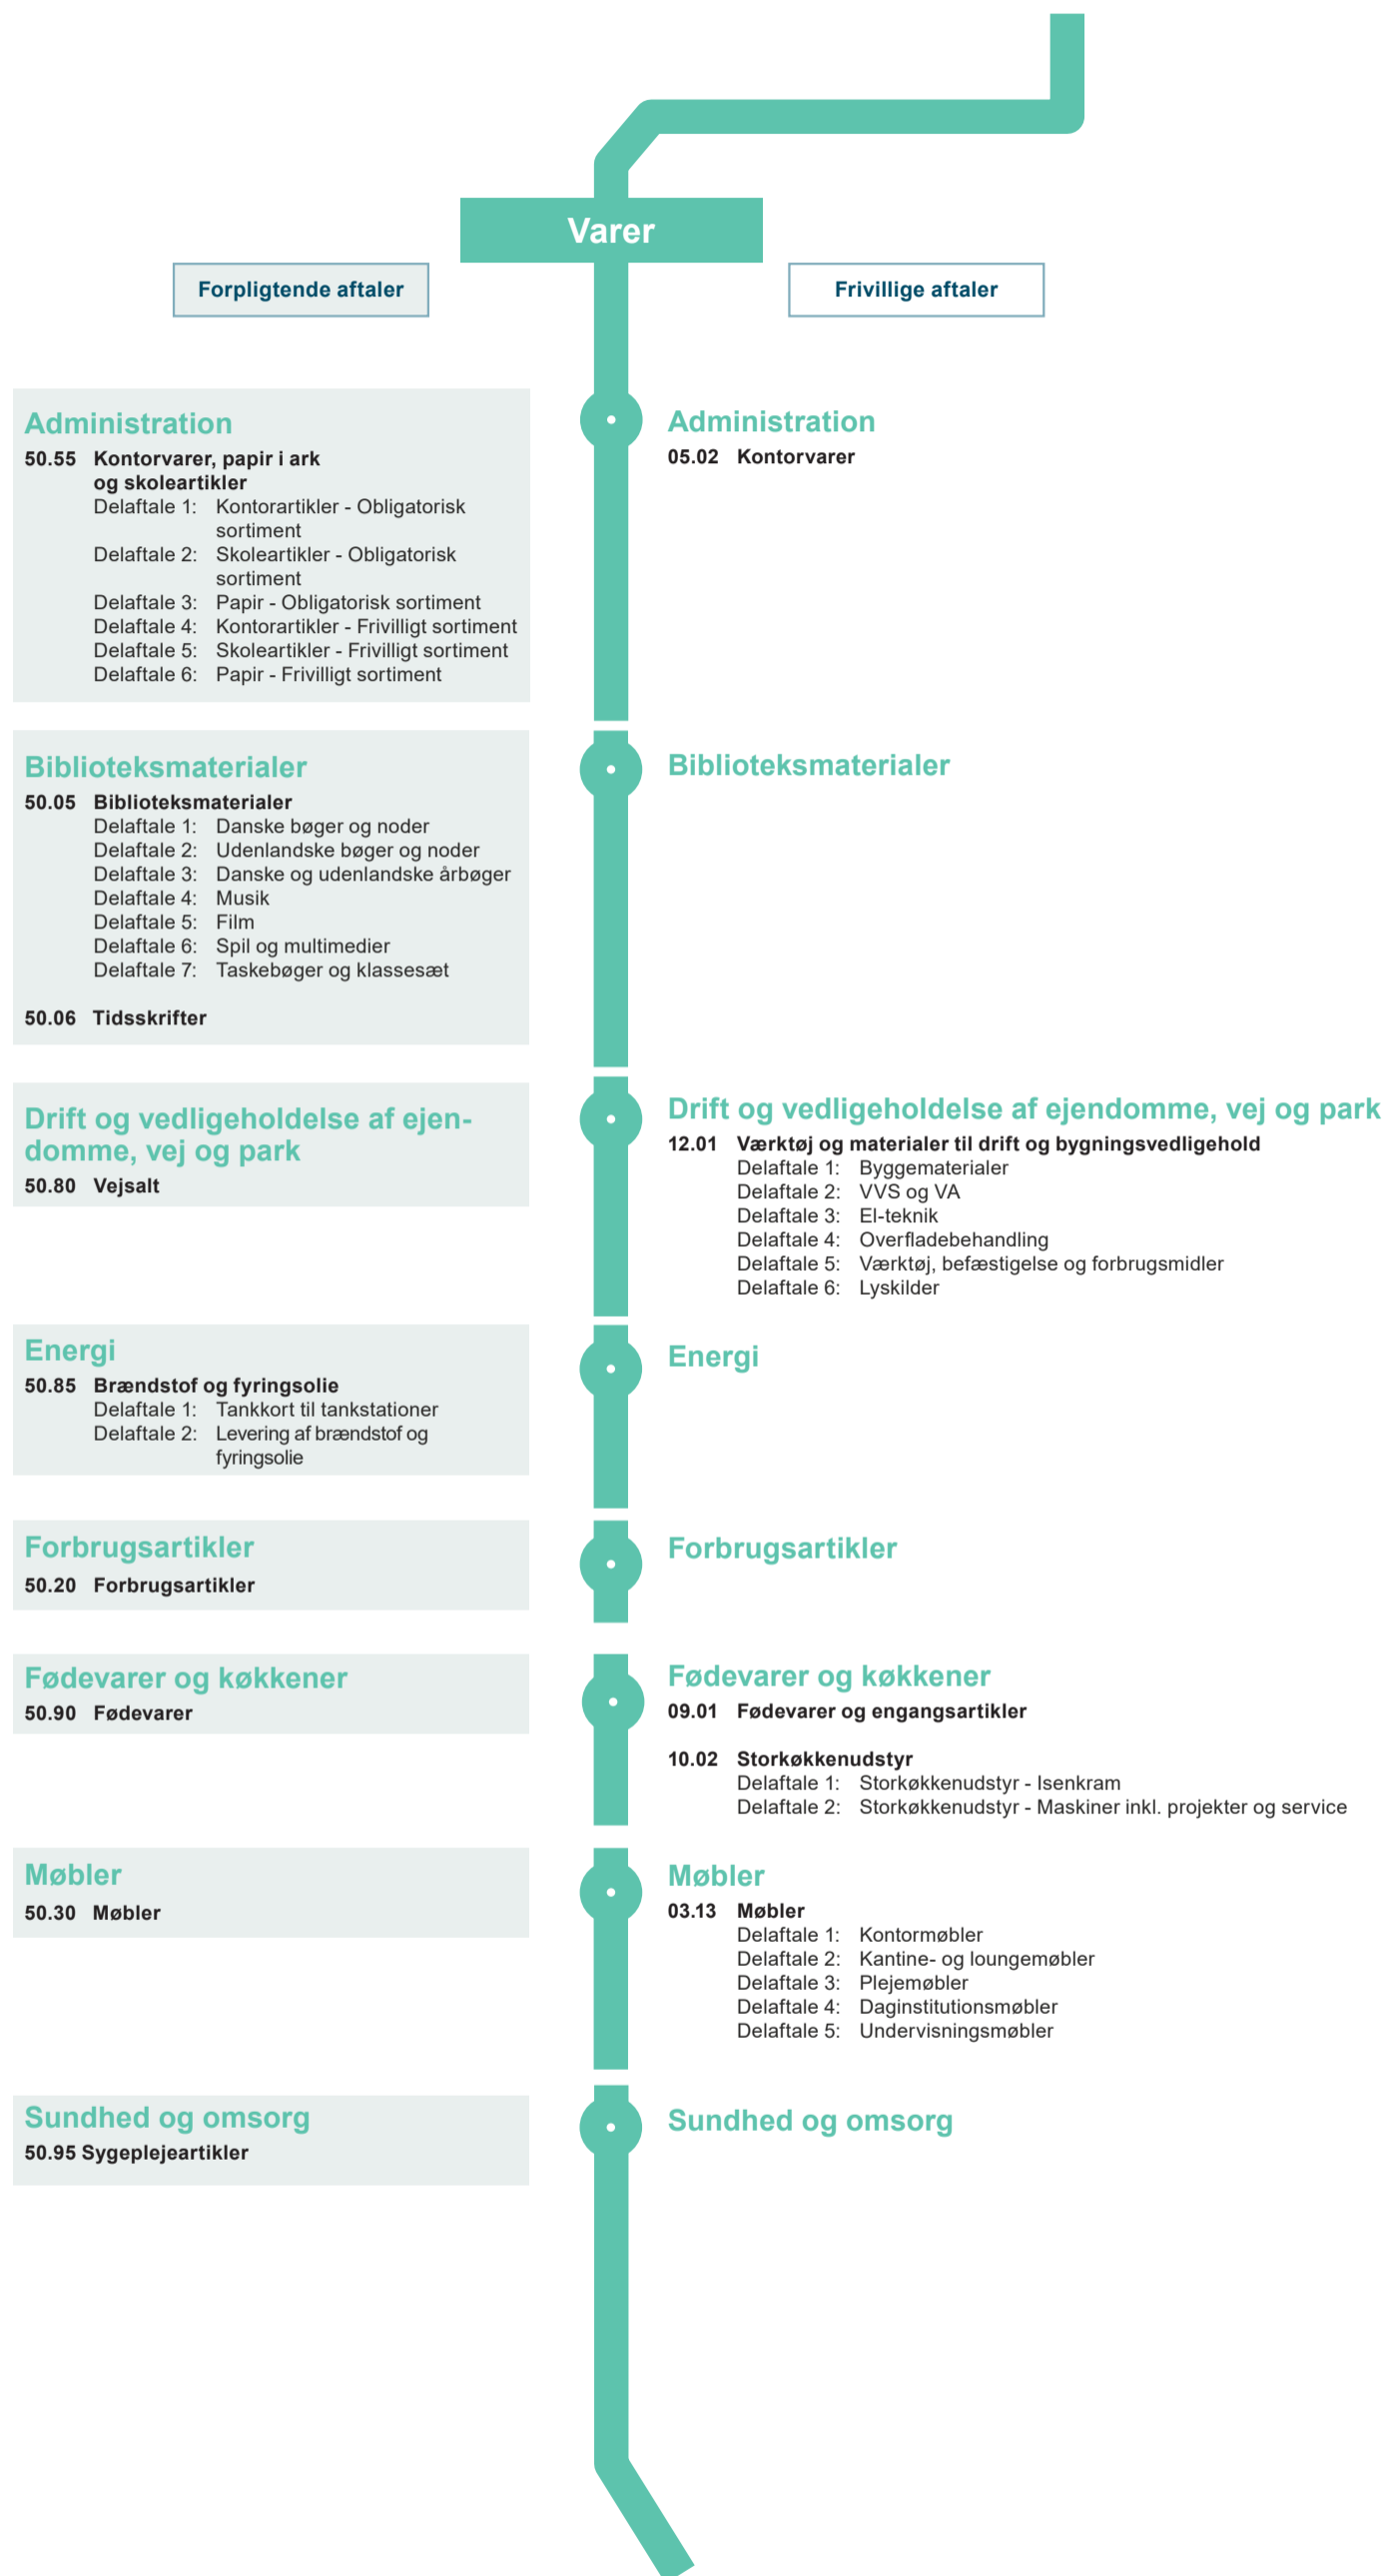 Varer
Forpligtende aftaler
Frivillige aftaler
Administration
50.55 Kontorvarer, papir i ark
og skoleartikler
Delaftale 1: Kontorartikler - Obligatorisk
sortiment
Delaftale 2: Skoleartikler - Obligatorisk
sortiment
Delaftale 3: Papir - Obligatorisk sortiment
Delaftale 4: Kontorartikler - Frivilligt sortiment
Delaftale 5: Skoleartikler - Frivilligt sortiment
Delaftale 6: Papir - Frivilligt sortiment
Administration
05.02 Kontorvarer
Biblioteksmaterialer
50.05 Biblioteksmaterialer
Delaftale 1: Danske bøger og noder
Delaftale 2: Udenlandske bøger og noder
Delaftale 3: Danske og udenlandske årbøger
Delaftale 4: Musik
Delaftale 5: Film
Delaftale 6: Spil og multimedier
Delaftale 7: Taskebøger og klassesæt
50.06 Tidsskrifter
Biblioteksmaterialer
Drift og vedligeholdelse af ejen-
domme, vej og park
50.80 Vejsalt
Drift og vedligeholdelse af ejendomme, vej og park
12.01 Værktøj og materialer til drift og bygningsvedligehold
Delaftale 1: Byggematerialer
Delaftale 2: VVS og VA
Delaftale 3: El-teknik
Delaftale 4: Overfladebehandling
Delaftale 5: Værktøj, befæstigelse og forbrugsmidler
Delaftale 6: Lyskilder
Energi
50.85 Brændstof og fyringsolie
Delaftale 1: Tankkort til tankstationer
Delaftale 2: Levering af brændstof og
fyringsolie
Energi
Forbrugsartikler
50.20 Forbrugsartikler
Forbrugsartikler
Fødevarer og køkkener
50.90 Fødevarer
Fødevarer og køkkener
09.01 Fødevarer og engangsartikler
10.02 Storkøkkenudstyr
Delaftale 1: Storkøkkenudstyr - Isenkram
Delaftale 2: Storkøkkenudstyr - Maskiner inkl. projekter og service
Møbler
50.30 Møbler
Møbler
03.13 Møbler
Delaftale 1: Kontormøbler
Delaftale 2: Kantine- og loungemøbler
Delaftale 3: Plejemøbler
Delaftale 4: Daginstitutionsmøbler
Delaftale 5: Undervisningsmøbler
Sundhed og omsorg
50.95 Sygeplejeartikler
Sundhed og omsorg